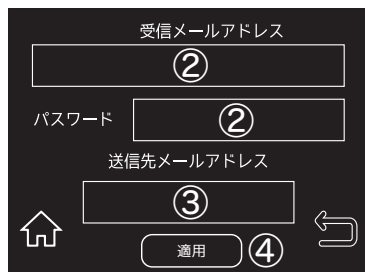 受信メールアドレス
②
パスワード ②
送信先メールアドレス
③
適用 ④